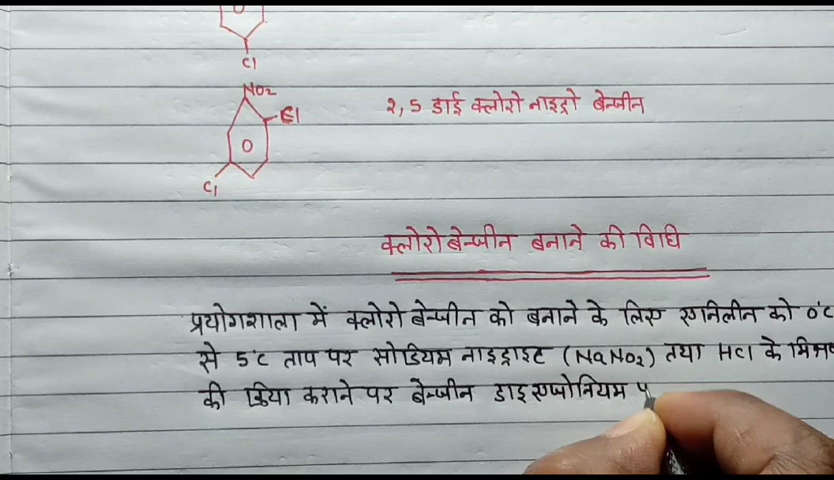 Cl
NO2
Cl
2,5 डाई क्लोरो नाइट्रो बेन्जीन
O
Cl
क्लोरो बेन्जीन बनाने की विधि
प्रयोगशाला में क्लोरो बेन्जीन को बनाने के लिए एनिलीन को 0°C
से 5°C ताप पर सोडियम नाइट्राइट (NaNO2) तथा HCl के
की क्रिया कराने पर बेन्जीन डाइएजोनियम